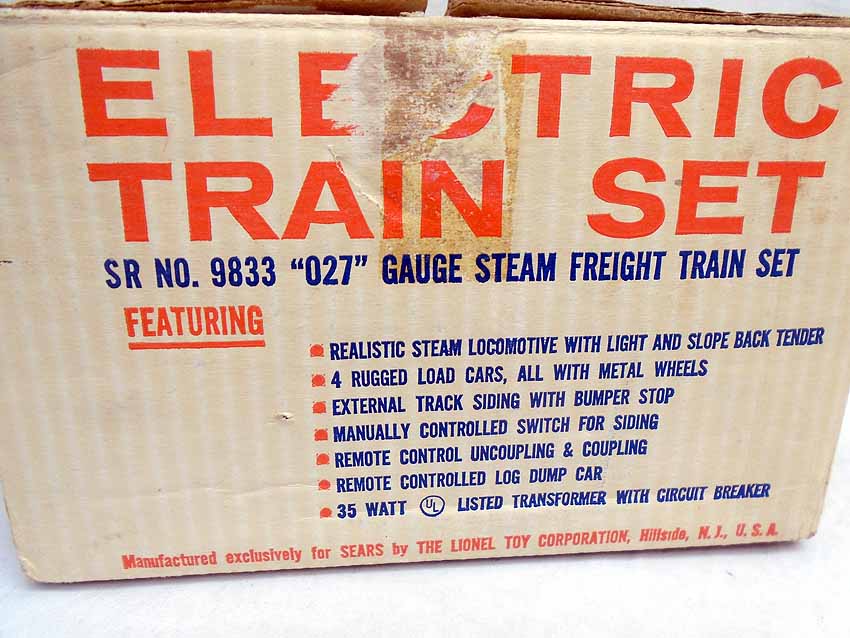 ELECTRIC
TRAIN SET
SR NO. 9833 "027" GAUGE STEAM FREIGHT TRAIN SET
FEATURING
REALISTIC STEAM LOCOMOTIVE WITH LIGHT AND SLOPE BACK TENDER
4 RUGGED LOAD CARS, ALL WITH METAL WHEELS
EXTERNAL TRACK SIDING WITH BUMPER STOP
MANUALLY CONTROLLED SWITCH FOR SIDING
REMOTE CONTROL UNCOUPLING & COUPLING
REMOTE CONTROLLED LOG DUMP CAR
35 WATT UL LISTED TRANSFORMER WITH CIRCUIT BREAKER
Manufactured exclusively for SEARS by THE LIONEL TOY CORPORATION, Hillside, N. J., U. S. A.